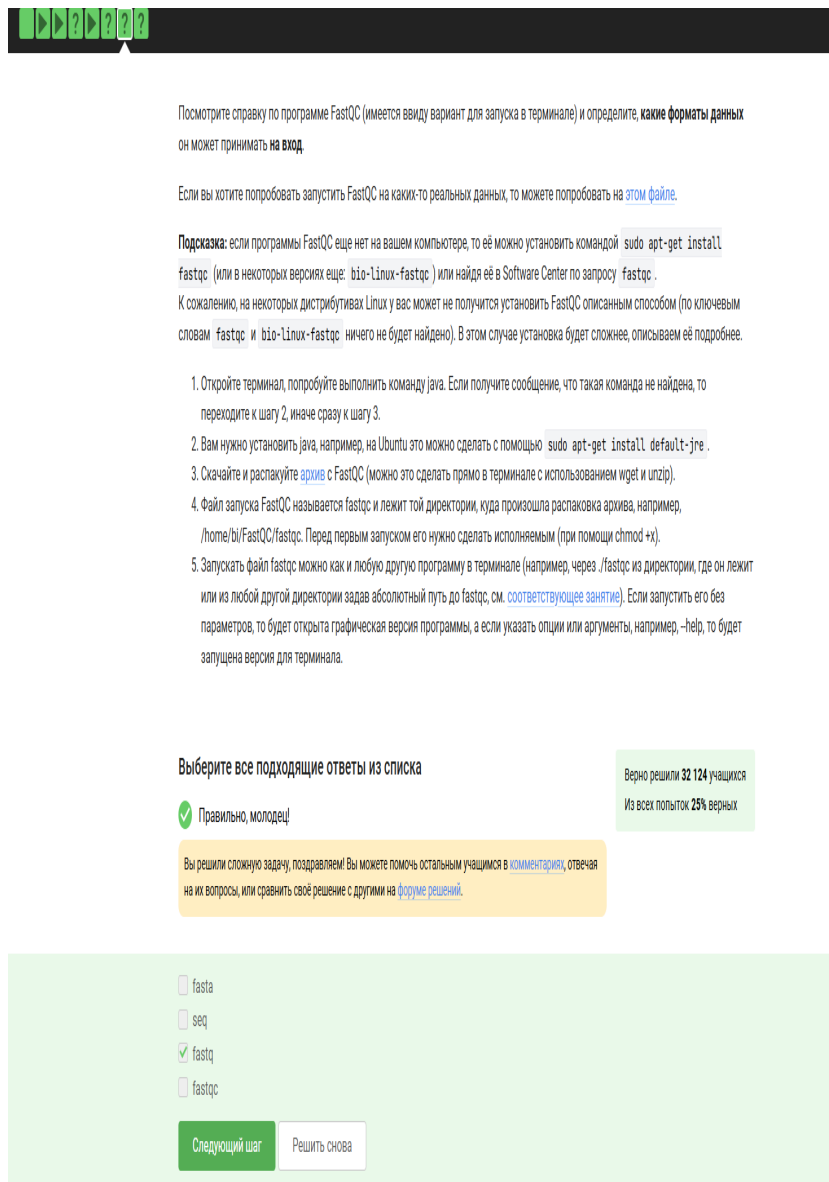 ? ? ? ?
Посмотрите справку по программе FastQC (имеется ввиду вариант для запуска в терминале) и определите, какие форматы данных
он может принимать на вход.
Если вы хотите попробовать запустить FastQC на каких-то реальных данных, то можете попробовать на этом файле.
Подсказка: если программы FastQC еще нет на вашем компьютере, то её можно установить командой sudo apt-get install
fastqc (или в некоторых версиях еще: bio-linux-fastqc) или найдя её в Software Center по запросу fastqc.
К сожалению, на некоторых дистрибутивах Linux у вас может не получится установить FastQC описанным способом (по ключевым
словам fastqc и bio-linux-fastqc ничего не будет найдено). В этом случае установка будет сложнее, описываем её подробнее.
1. Откройте терминал, попробуйте выполнить команду java. Если получите сообщение, что такая команда не найдена, то
переходите к шагу 2, иначе сразу к шагу 3.
2. Вам нужно установить java, например, на Ubuntu это можно сделать с помощью sudo apt-get install default-jre.
3. Скачайте и распакуйте архив с FastQC (можно это сделать прямо в терминале с использованием wget и unzip).
4. Файл запуска FastQC называется fastqc и лежит той директории, куда произошла распаковка архива, например,
/home/bi/FastQC/fastqc. Перед первым запуском его нужно сделать исполняемым (при помощи chmod +x).
5. Запускать файл fastqc можно как и любую другую программу в терминале (например, через ./fastqc из директории, где он лежит
или из любой другой директории задав абсолютный путь до fastqc, см. соответствующее занятие). Если запустить его без
параметров, то будет открыта графическая версия программы, а если указать опции или аргументы, например, --help, то будет
запущена версия для терминала.
Выберите все подходящие ответы из списка
Верно решили 32 124 учащихся
Из всех попыток 25% верных
Правильно, молодец!
Вы решили сложную задачу, поздравляем! Вы можете помочь остальным учащимся в комментариях, отвечая
на их вопросы, или сравнить своё решение с другими на форуме решений.
fasta
seq
fastq
fastqc
Следующий шаг Решить снова